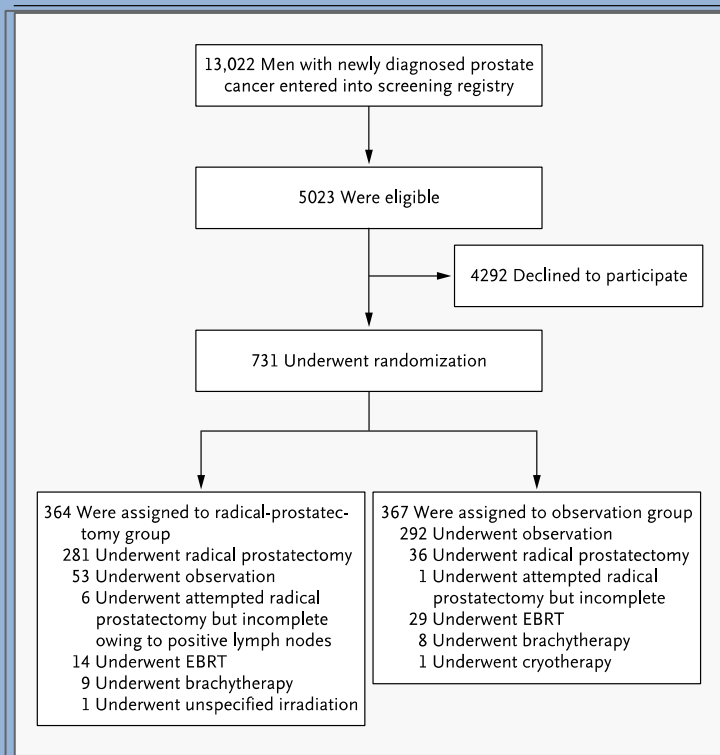 13,022 Men with newly diagnosed prostate
cancer entered into screening registry
5023 Were eligible
4292 Declined to participate
731 Underwent randomization
364 Were assigned to radical-prostatec-
tomy group
281 Underwent radical prostatectomy
53 Underwent observation
6 Underwent attempted radical
prostatectomy but incomplete
owing to positive lymph nodes
14 Underwent EBRT
9 Underwent brachytherapy
1 Underwent unspecified irradiation
367 Were assigned to observation group
292 Underwent observation
36 Underwent radical prostatectomy
1 Underwent attempted radical
prostatectomy but incomplete
29 Underwent EBRT
8 Underwent brachytherapy
1 Underwent cryotherapy